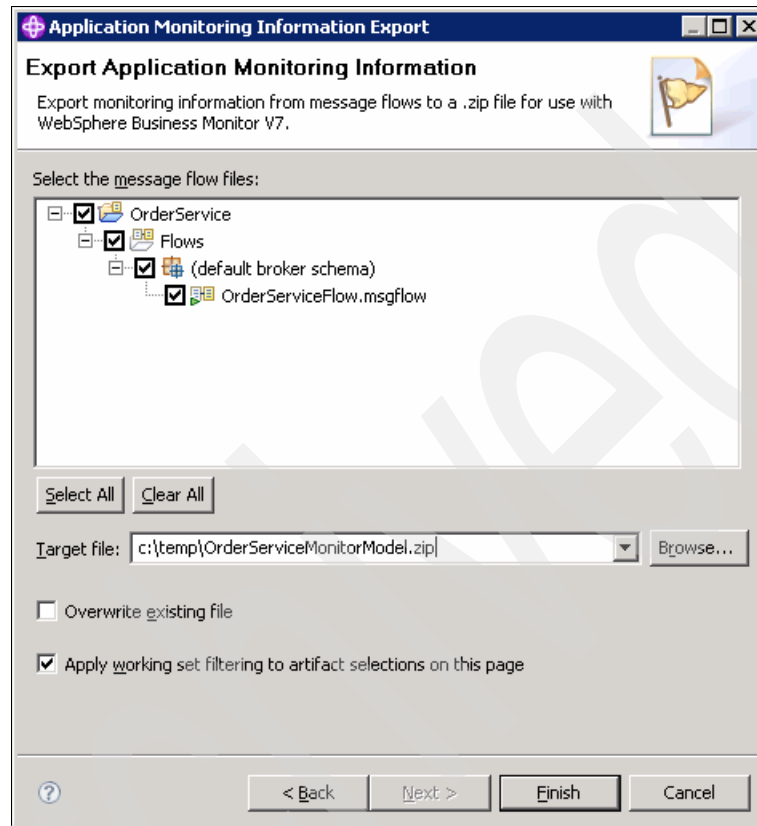 Application Monitoring Information Export
Export Application Monitoring Information
Export monitoring information from message flows to a .zip file for use with
WebSphere Business Monitor V7.
Select the message flow files:
OrderService
Flows
(default broker schema)
OrderServiceFlow.msgflow
Select All Clear All
Target file: c:\temp\OrderServiceMonitorModel.zip Browse...
Overwrite existing file
Apply working set filtering to artifact selections on this page
? < Back Next > Finish Cancel